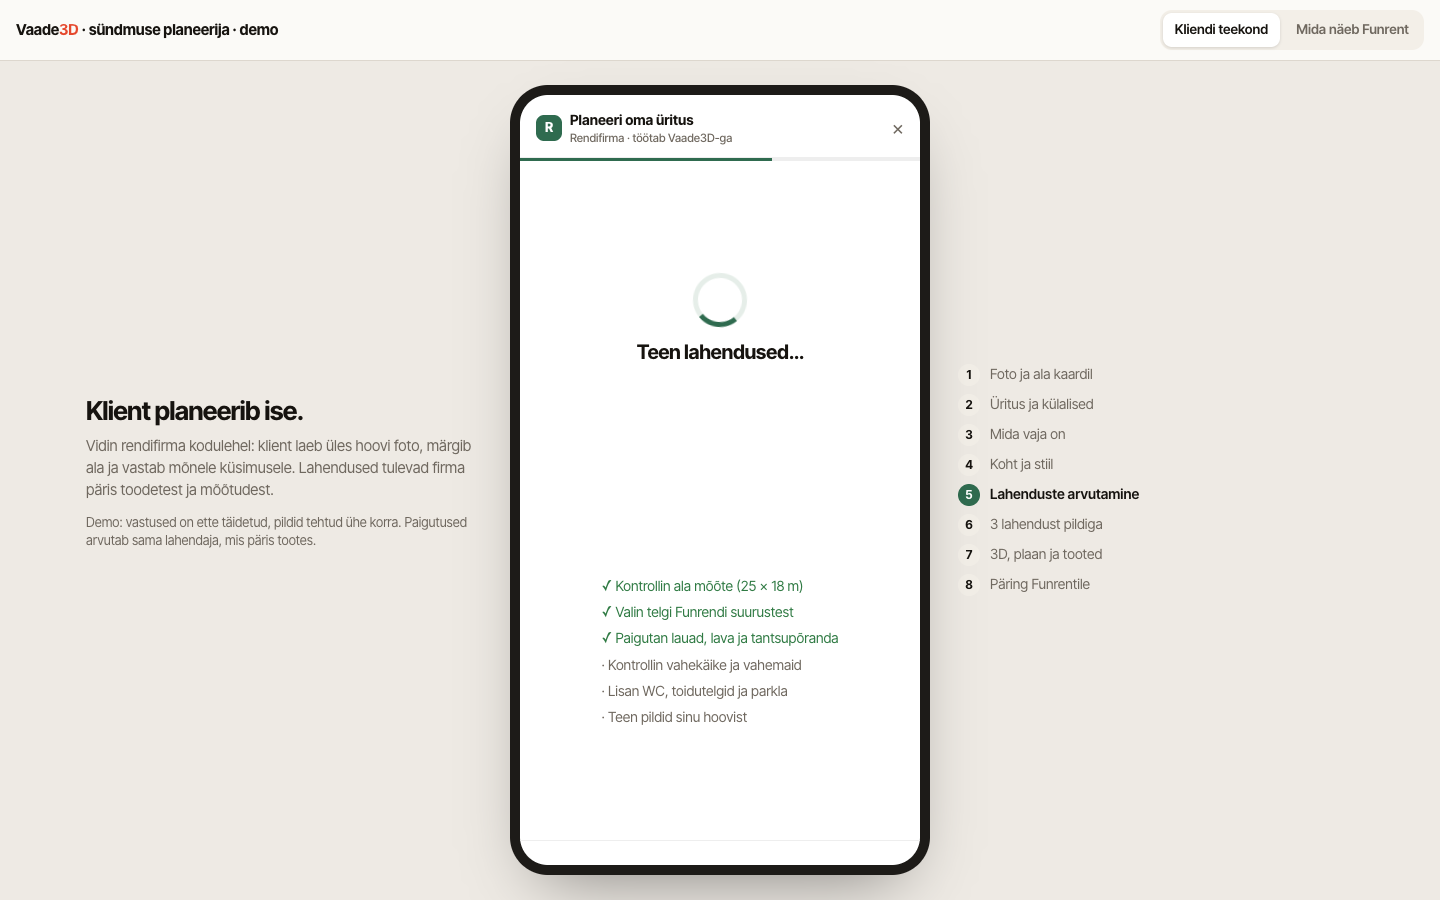 Vaade3D · sündmuse planeerija · demo
Kliendi teekond
Mida näeb Funrent
R
Planeeri oma üritus
Rendifirma · töötab Vaade3D-ga
×
Teen lahendused...
✓ Kontrollin ala mõõte (25 × 18 m)
✓ Valin telgi Funrendi suurustest
✓ Paigutan lauad, lava ja tantsupõranda
· Kontrollin vahekäike ja vahemaid
· Lisan WC, toidutelgid ja parkla
· Teen pildid sinu hoovist
Klient planeerib ise.
Vidin rendifirma kodulehel: klient laeb üles hoovi foto, märgib
ala ja vastab mõnele küsimusele. Lahendused tulevad firma
päris toodetest ja mõõtudest.
Demo: vastused on ette täidetud, pildid tehtud ühe korra. Paigutused
arvutab sama lahendaja, mis päris tootes.
1 Foto ja ala kaardil
2 Üritus ja külalised
3 Mida vaja on
4 Koht ja stiil
5 Lahenduste arvutamine
6 3 lahendust pildiga
7 3D, plaan ja tooted
8 Päring Funrentile